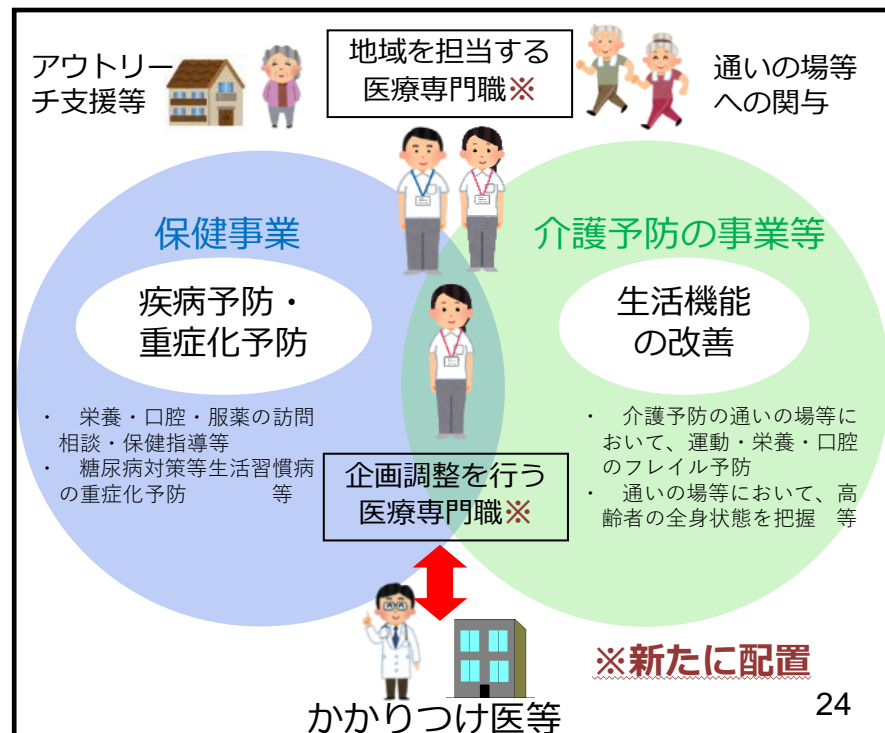 アウトリー
チ支援等
地域を担当する
医療専門職※
通いの場等
への関与
保健事業
疾病予防・
重症化予防
・　栄養・口腔・服薬の訪問
相談・保健指導等
・　糖尿病対策等生活習慣病
の重症化予防　　　等
介護予防の事業等
生活機能
の改善
・　介護予防の通いの場等に
おいて、運動・栄養・口腔
のフレイル予防
・　通いの場等において、高
齢者の全身状態を把握　等
企画調整を行う
医療専門職※
かかりつけ医等
※新たに配置
24